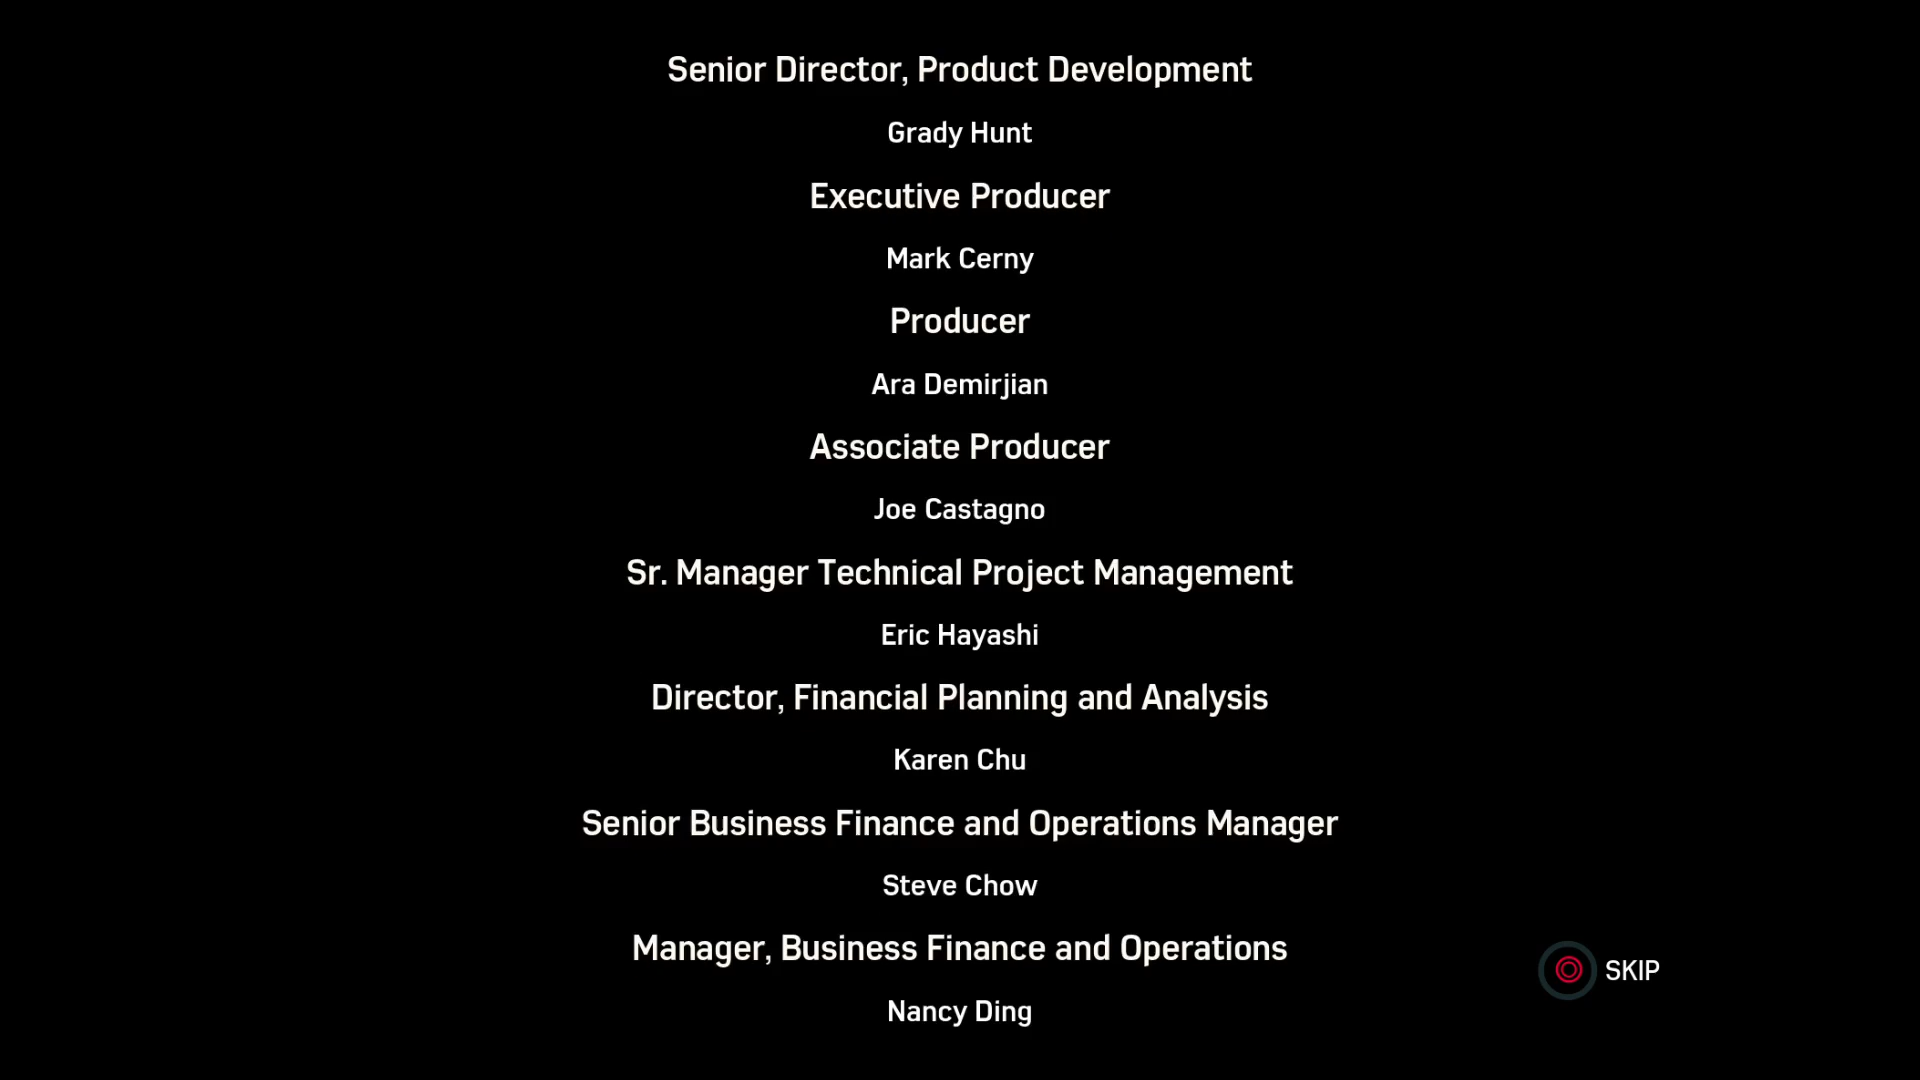 Senior Director, Product Development
Grady Hunt
Executive Producer
Mark Cerny
Producer
Ara Demirjian
Associate Producer
Joe Castagno
Sr. Manager Technical Project Management
Eric Hayashi
Director, Financial Planning and Analysis
Karen Chu
Senior Business Finance and Operations Manager
Steve Chow
Manager, Business Finance and Operations
SKIP
Nancy Ding